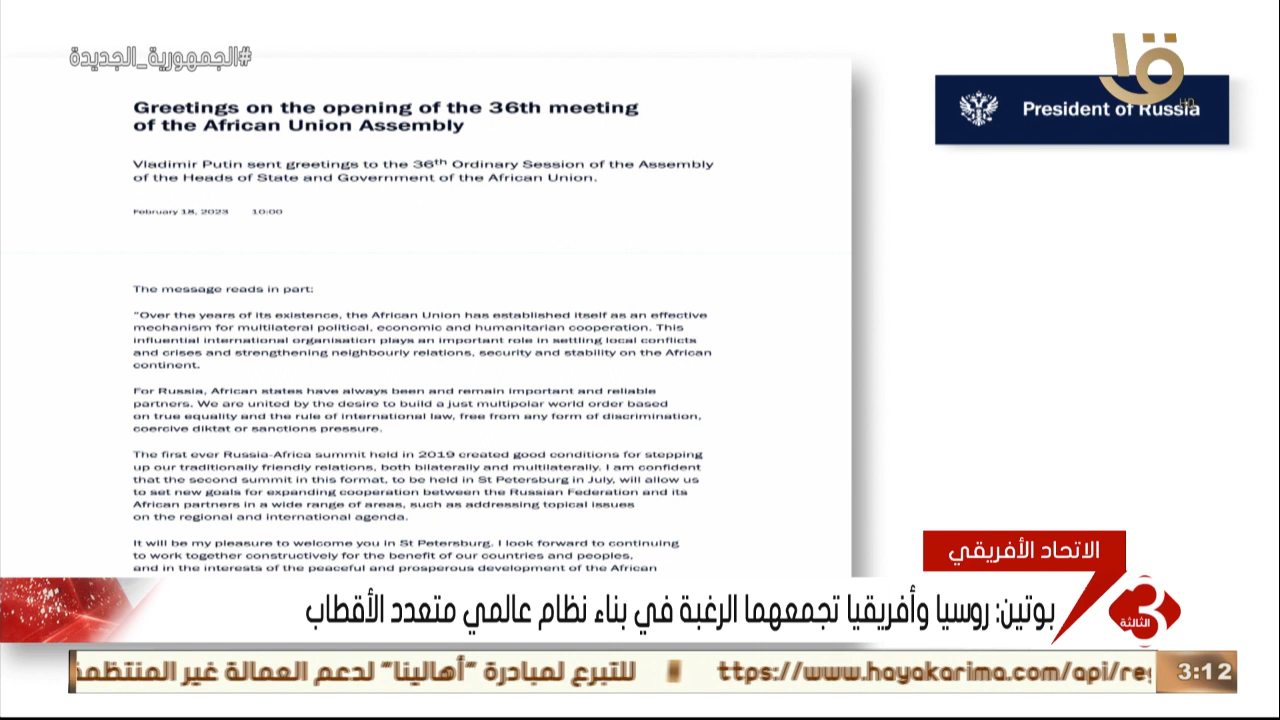 #الجمهورية_الجديدة
HD
President of Russia
Greetings on the opening of the 36th meeting
of the African Union Assembly
Vladimir Putin sent greetings to the 36th Ordinary Session of the Assembly
of the Heads of State and Government of the African Union.
February 18, 2023 10:00
The message reads in part:
"Over the years of its existence, the African Union has established itself as an effective
mechanism for multilateral political, economic and humanitarian cooperation. This
influential international organisation plays an important role in settling local conflicts
and crises and strengthening neighbourly relations, security and stability on the African
continent.
For Russia, African states have always been and remain important and reliable
partners. We are united by the desire to build a just multipolar world order based
on true equality and the rule of international law, free from any form of discrimination,
coercive diktat or sanctions pressure.
The first ever Russia-Africa summit held in 2019 created good conditions for stepping
up our traditionally friendly relations, both bilaterally and multilaterally. I am confident
that the second summit in this format, to be held in St Petersburg in July, will allow us
to set new goals for expanding cooperation between the Russian Federation and its
African partners in a wide range of areas, such as addressing topical issues
on the regional and international agenda.
It will be my pleasure to welcome you in St Petersburg. I look forward to continuing
to work together constructively for the benefit of our countries and peoples,
and in the interests of the peaceful and prosperous development of the African
الاتحاد الأفريقي
بوتين: روسيا وأفريقيا تجمعهما الرغبة في بناء نظام عالمي متعدد الأقطاب
3 الثالثة
ttps://www.hayakarima.com/api/reg للتبرع لمبادرة “أهالينا” لدعم العمالة غير المنتظمة
3:12